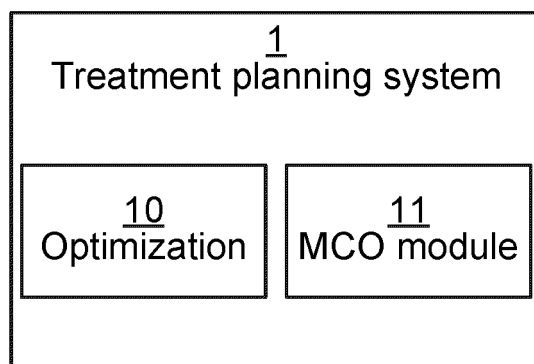 1
Treatment planning system
10
Optimization
11
MCO module